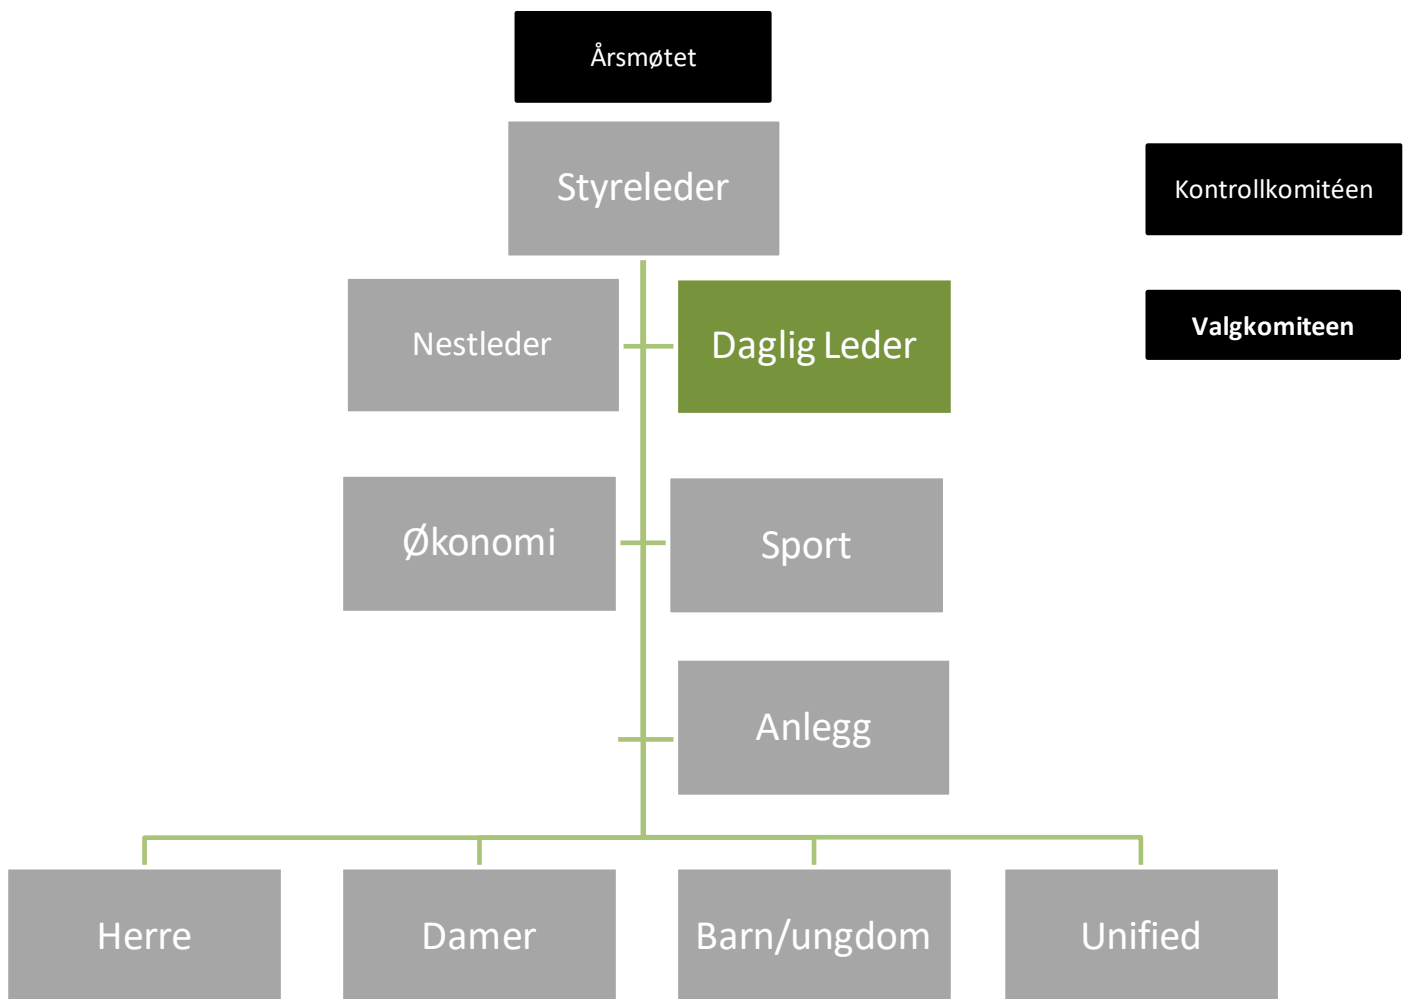 Årsmøtet
Styreleder
Kontrollkomitéen
Nestleder
Daglig Leder
Valgkomiteen
Økonomi
Sport
Anlegg
Herre
Damer
Barn/ungdom
Unified